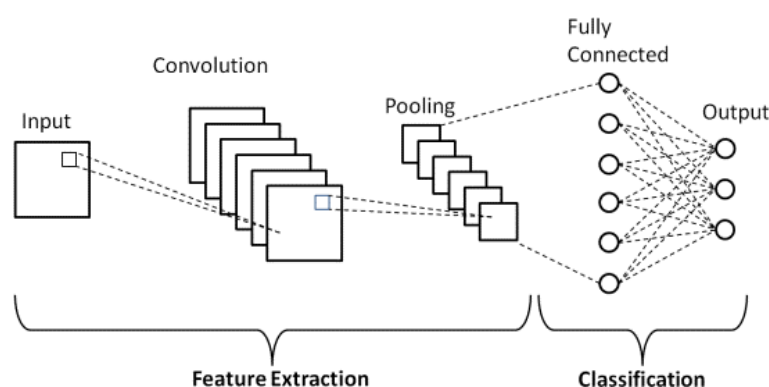 Input
Convolution
Pooling
Fully
Connected
Output
Feature Extraction
Classification